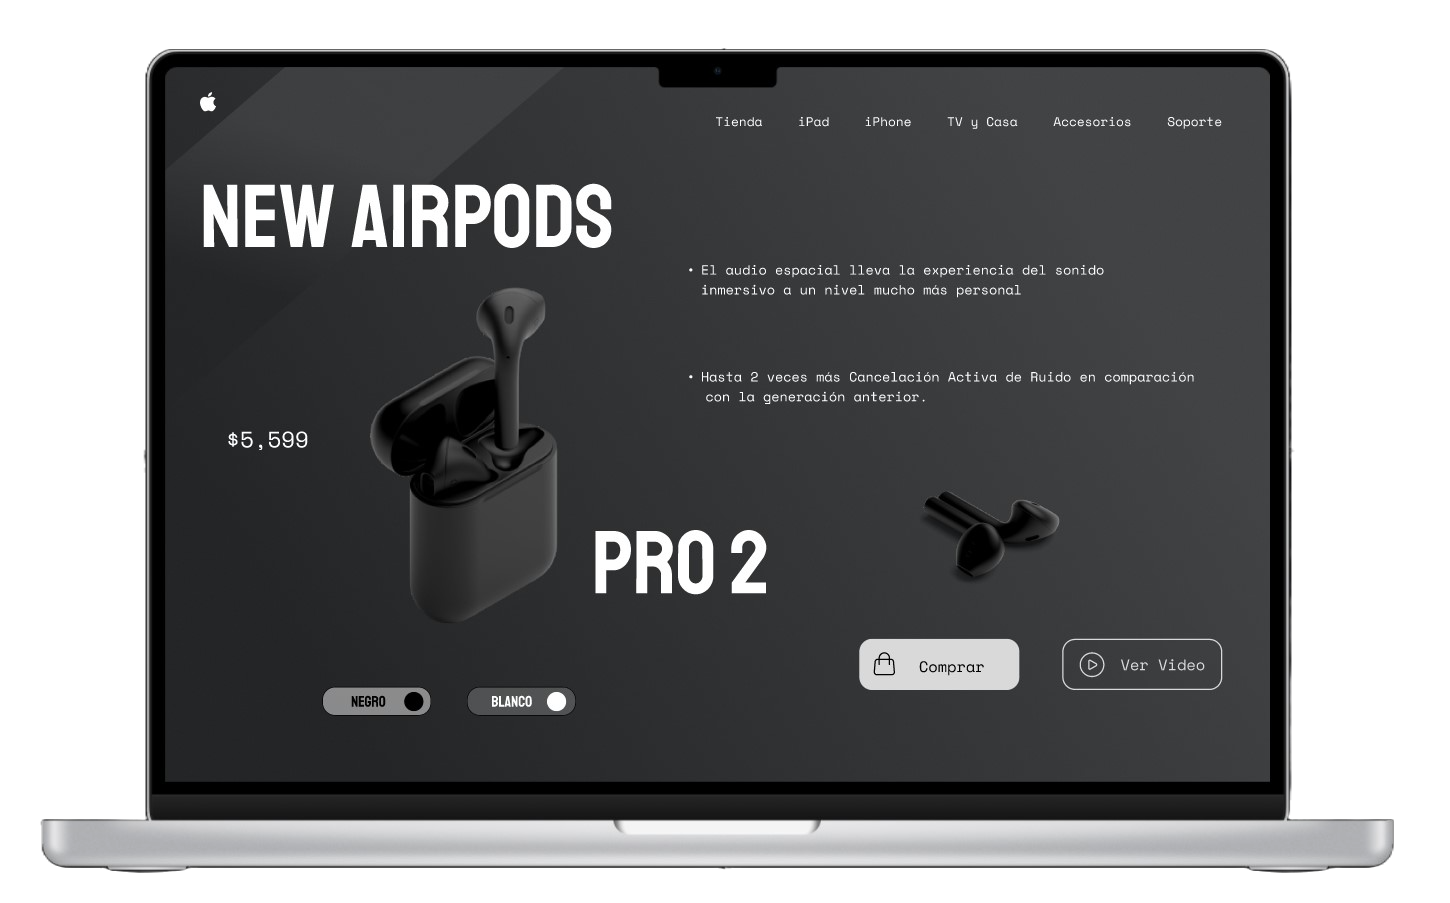 Tienda iPad iPhone TV y Casa Accesorios Soporte
NEW AIRPODS
• El audio espacial lleva la experiencia del sonido
inmersivo a un nivel mucho más personal
• Hasta 2 veces más Cancelación Activa de Ruido en comparación
con la generación anterior.
$5,599
PRO 2
Comprar Ver Video
NEGRO BLANCO